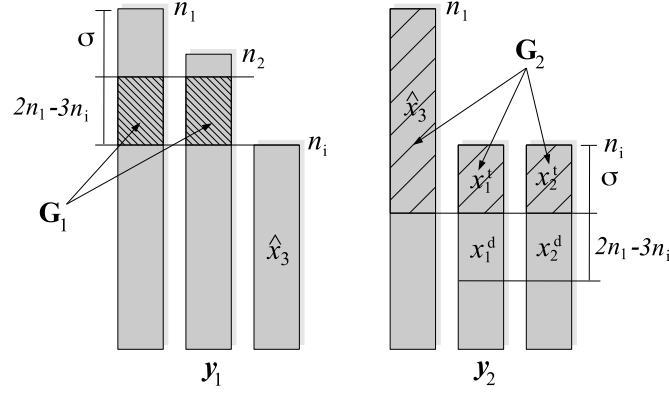 n₁
σ
n₂
2n₁-3nᵢ
nᵢ
G₁
x̂₃
y₁
n₁
G₂
x̂₃
nᵢ
x₁ᵗ
x₂ᵗ
σ
x₁ᵈ
x₂ᵈ
2n₁-3nᵢ
y₂